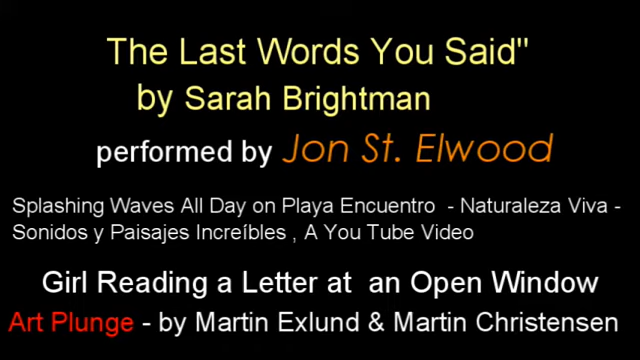 The Last Words You Said"
by Sarah Brightman
performed by Jon St. Elwood
Splashing Waves All Day on Playa Encuentro - Naturaleza Viva -
Sonidos y Paisajes Increíbles , A You Tube Video
Girl Reading a Letter at an Open Window
Art Plunge - by Martin Exlund & Martin Christensen